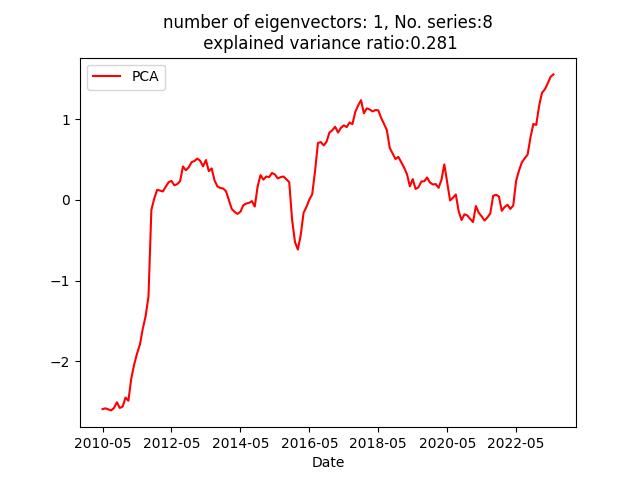 number of eigenvectors: 1, No. series:8
explained variance ratio:0.281
PCA
1
0
−1
−2
2010-05 2012-05 2014-05 2016-05 2018-05 2020-05 2022-05
Date